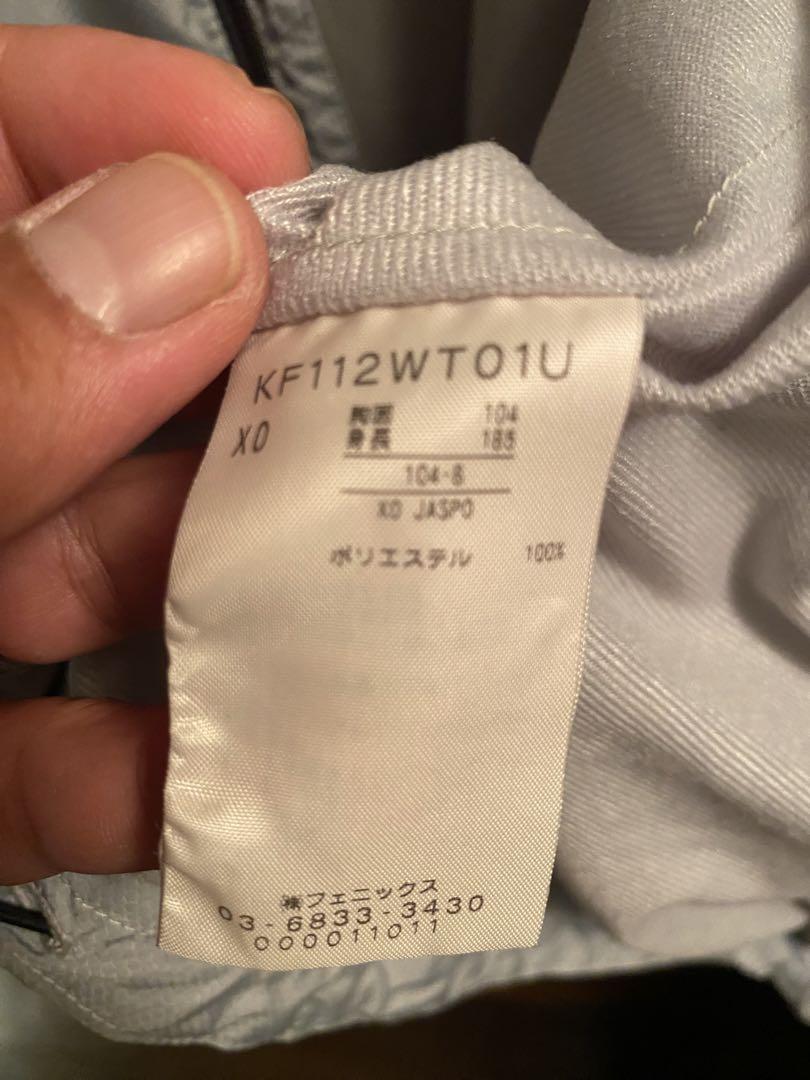 KF112WT01U
XO 胸囲 104
身長 185
104-8
XO JASPO
ポリエステル 100%
㈱フェニックス
03-6833-3430
000011011